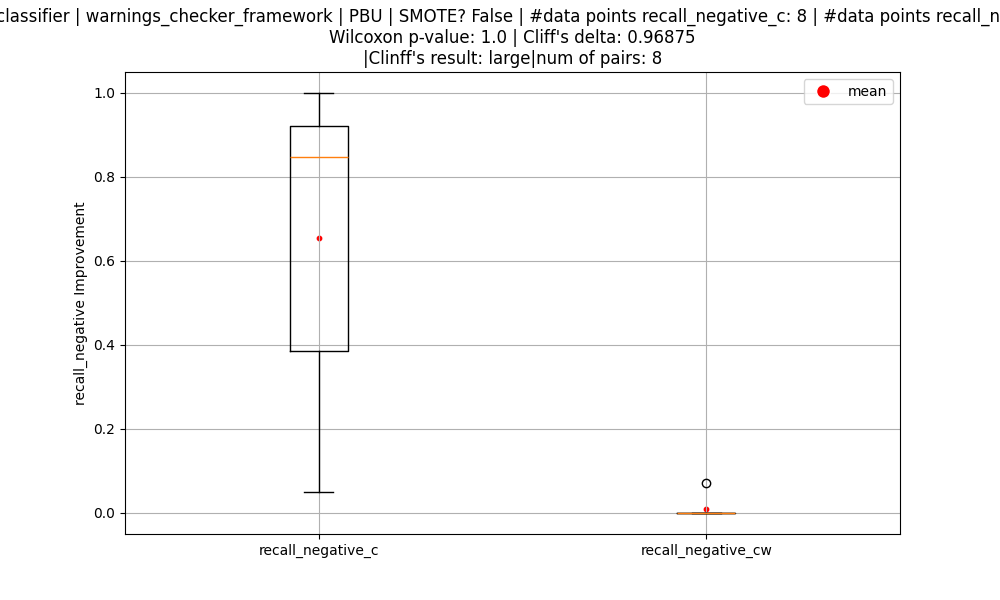 classifier | warnings_checker_framework | PBU | SMOTE? False | #data points recall_negative_c: 8 | #data points
Wilcoxon p-value: 1.0 | Cliff's delta: 0.96875
|Clinff's result: large|num of pairs: 8
mean
1.0
0.8
0.6
0.4
0.2
0.0
recall_negative Improvement
recall_negative_c
recall_negative_cw